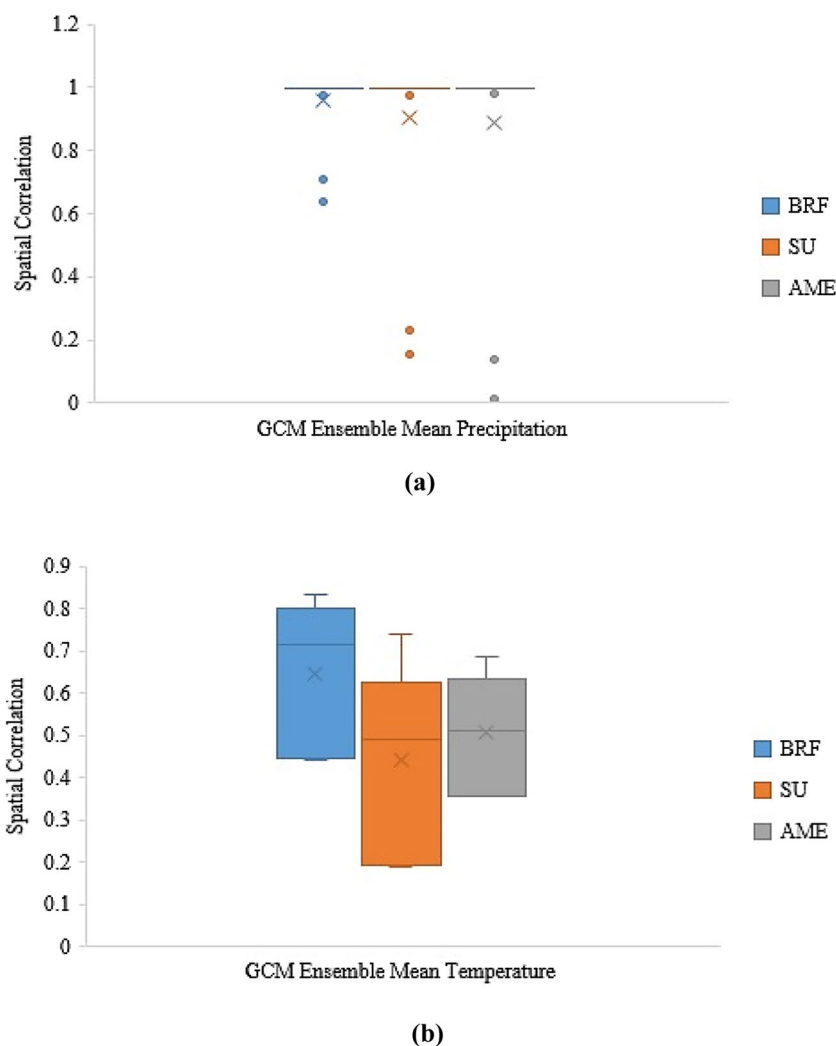 1.2
1
0.8
0.6
0.4
0.2
0
Spatial Correlation
GCM Ensemble Mean Precipitation
BRF
SU
AME
(a)
0.9
0.8
0.7
0.6
0.5
0.4
0.3
0.2
0.1
0
Spatial Correlation
GCM Ensemble Mean Temperature
BRF
SU
AME
(b)